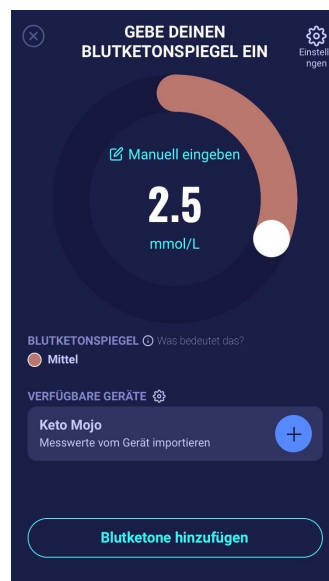 GEBE DEINEN
BLUTKETONSPIEGEL EIN
Einstell
ngen
Manuell eingeben
2.5
mmol/L
BLUTKETONSPIEGEL Was bedeutet das?
Mittel
VERFÜGBARE GERÄTE
Keto Mojo
Messwerte vom Gerät importieren
Blutketone hinzufügen